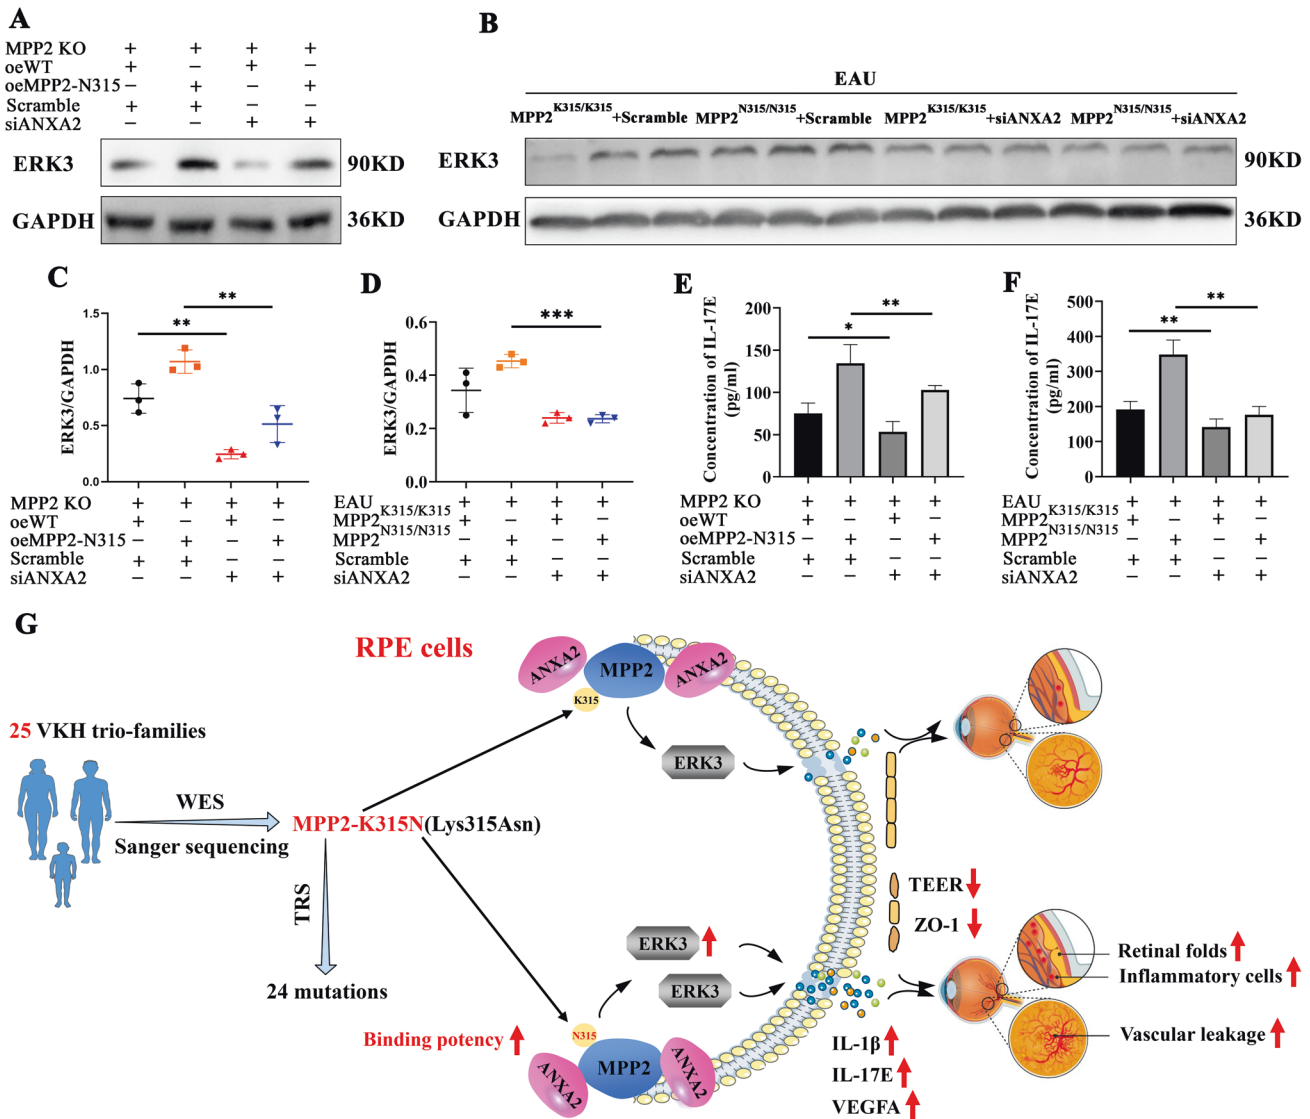 A
MPP2 KO + + + +
oeWT + − + −
oeMPP2-N315 − + − +
Scramble + + − −
siANXA2 − − + +
ERK3 90KD
GAPDH 36KD
B
EAU
MPP2K315/K315+Scramble MPP2N315/N315+Scramble MPP2K315/K315+siANXA2 MPP2N315/N315+siANXA2
ERK3 90KD
GAPDH 36KD
C
ERK3/GAPDH
1.5
1.0
0.5
0.0
**
**
MPP2 KO + + + +
oeWT + − + −
oeMPP2-N315 − + − +
Scramble + + − −
siANXA2 − − + +
D
ERK3/GAPDH
0.6
0.4
0.2
0.0
***
EAU + + + +
MPP2K315/K315 + − + −
MPP2N315/N315 − + − +
Scramble + + − −
siANXA2 − − + +
E
Concentration of IL-17E
(pg/ml)
200
150
100
50
0
*
**
MPP2 KO + + + +
oeWT + − + −
oeMPP2-N315 − + − +
Scramble + + − −
siANXA2 − − + +
F
Concentration of IL-17E
(pg/ml)
500
400
300
200
100
0
**
**
EAU + + + +
MPP2K315/K315 + − + −
MPP2N315/N315 − + − +
Scramble + + − −
siANXA2 − − + +
G
RPE cells
ANXA2
MPP2
ANXA2
K315
ERK3
25 VKH trio-families
WES
Sanger sequencing
MPP2-K315N(Lys315Asn)
TRS
24 mutations
TEER
ZO-1
ERK3
ERK3
Binding potency
N315
ANXA2
MPP2
ANXA2
IL-1β
IL-17E
VEGFA
Retinal folds
Inflammatory cells
Vascular leakage